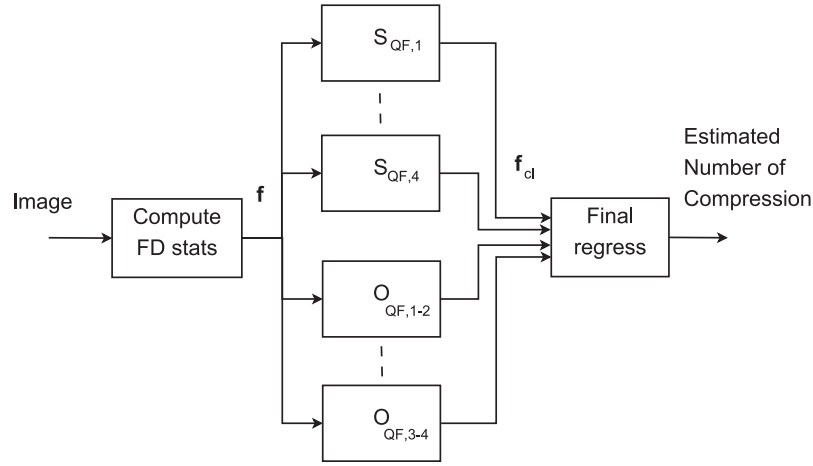 Image
Compute
FD stats
f
S QF,1
S QF,4
O QF,1-2
O QF,3-4
f cl
Final
regress
Estimated
Number of
Compression